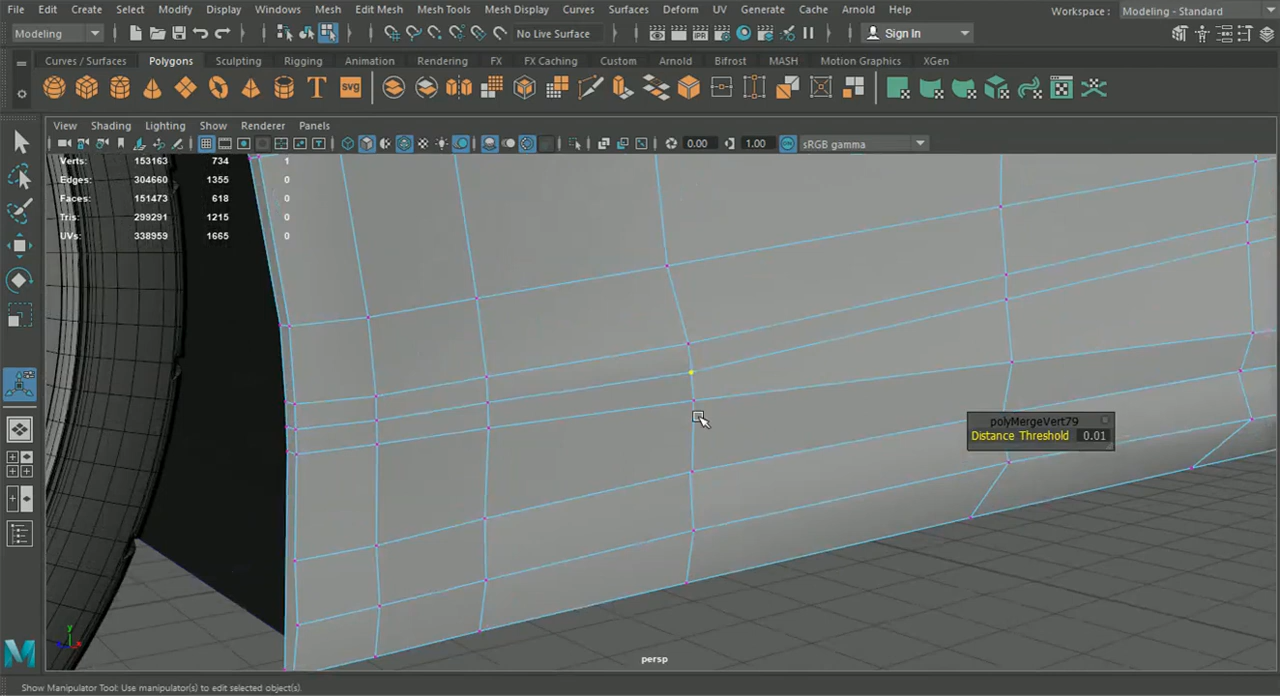 File Edit Create Select Modify Display Windows Mesh Edit Mesh Mesh Tools Mesh Display Curves Surfaces Deform UV Generate Cache Arnold Help Workspace : Modeling - Standard
Modeling No Live Surface Sign In
Curves / Surfaces Polygons Sculpting Rigging Animation Rendering FX FX Caching Custom Arnold Bifrost MASH Motion Graphics XGen
T svg
View Shading Lighting Show Renderer Panels
0.00 1.00 sRGB gamma
Verts: 153163 734 1
Edges: 304660 1355 0
Faces: 151473 618 0
Tris: 299291 1215 0
UVs: 338959 1665 0
polyMergeVert79
Distance Threshold 0.01
y
persp
M
Show Manipulator Tool: Use manipulator(s) to edit selected object(s).